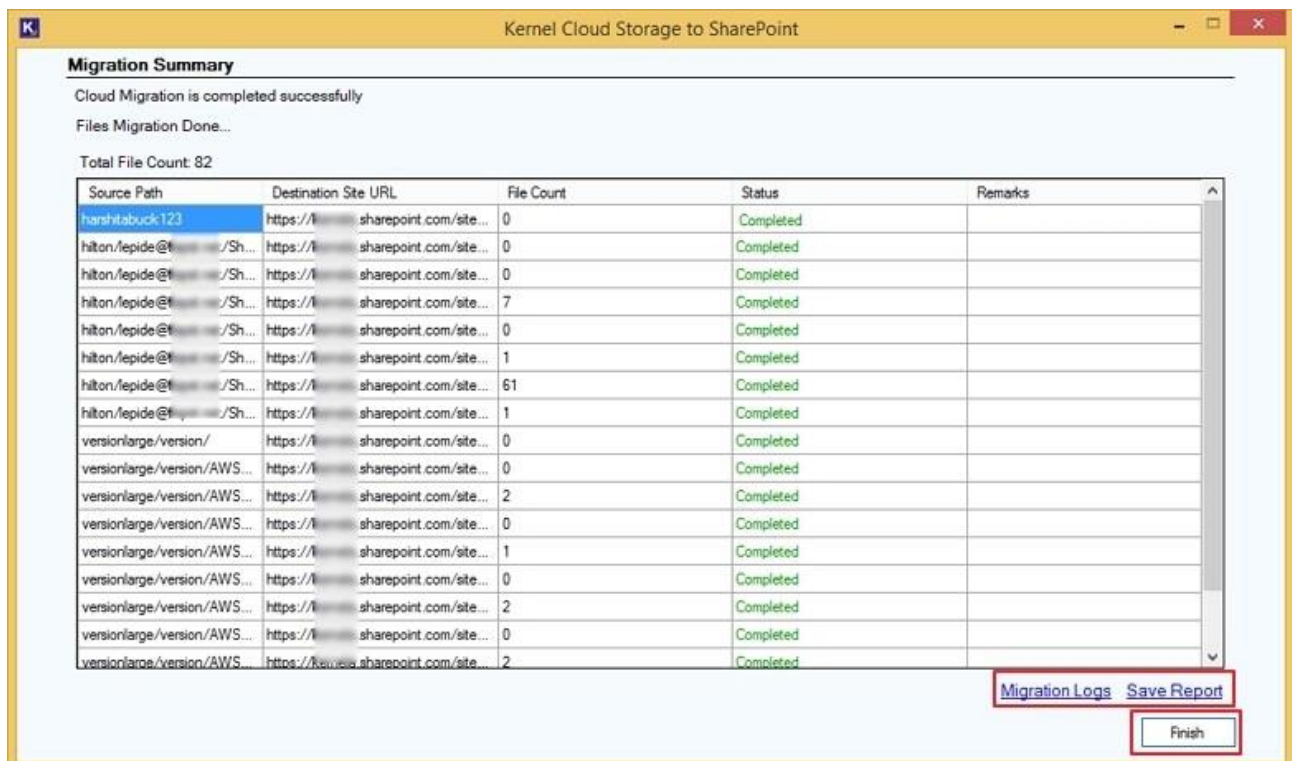 K
Kernel Cloud Storage to SharePoint
Migration Summary
Cloud Migration is completed successfully
Files Migration Done...
Total File Count: 82
Source Path Destination Site URL File Count Status Remarks
harshitabuck123 https:// .sharepoint.com/site... 0 Completed
hilton/lepide@ /Sh... https:// .sharepoint.com/site... 0 Completed
hilton/lepide@ /Sh... https:// .sharepoint.com/site... 0 Completed
hilton/lepide@ /Sh... https:// .sharepoint.com/site... 7 Completed
hilton/lepide@ /Sh... https:// .sharepoint.com/site... 0 Completed
hilton/lepide@ /Sh... https:// .sharepoint.com/site... 1 Completed
hilton/lepide@ /Sh... https:// .sharepoint.com/site... 61 Completed
hilton/lepide@ /Sh... https:// .sharepoint.com/site... 1 Completed
versionlarge/version/ https:// .sharepoint.com/site... 0 Completed
versionlarge/version/AWS... https:// .sharepoint.com/site... 0 Completed
versionlarge/version/AWS... https:// .sharepoint.com/site... 2 Completed
versionlarge/version/AWS... https:// .sharepoint.com/site... 0 Completed
versionlarge/version/AWS... https:// .sharepoint.com/site... 1 Completed
versionlarge/version/AWS... https:// .sharepoint.com/site... 0 Completed
versionlarge/version/AWS... https:// .sharepoint.com/site... 2 Completed
versionlarge/version/AWS... https:// .sharepoint.com/site... 0 Completed
versionlarge/version/AWS... https:// .sharepoint.com/site... 2 Completed
Migration Logs Save Report
Finish